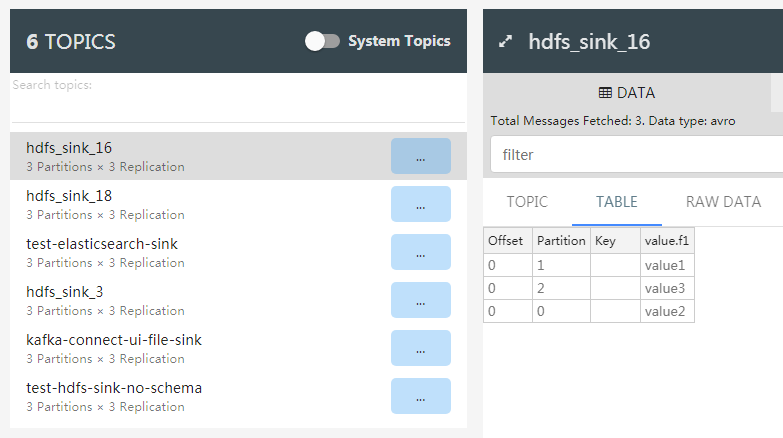 6 TOPICS
System Topics
Search topics:
hdfs_sink_16
3 Partitions × 3 Replication
...
hdfs_sink_18
3 Partitions × 3 Replication
...
test-elasticsearch-sink
3 Partitions × 3 Replication
...
hdfs_sink_3
3 Partitions × 3 Replication
...
kafka-connect-ui-file-sink
3 Partitions × 3 Replication
...
test-hdfs-sink-no-schema
3 Partitions × 3 Replication
...
hdfs_sink_16
DATA
Total Messages Fetched: 3. Data type: avro
filter
TOPIC TABLE RAW DATA
Offset Partition Key value.f1
0 1 value1
0 2 value3
0 0 value2